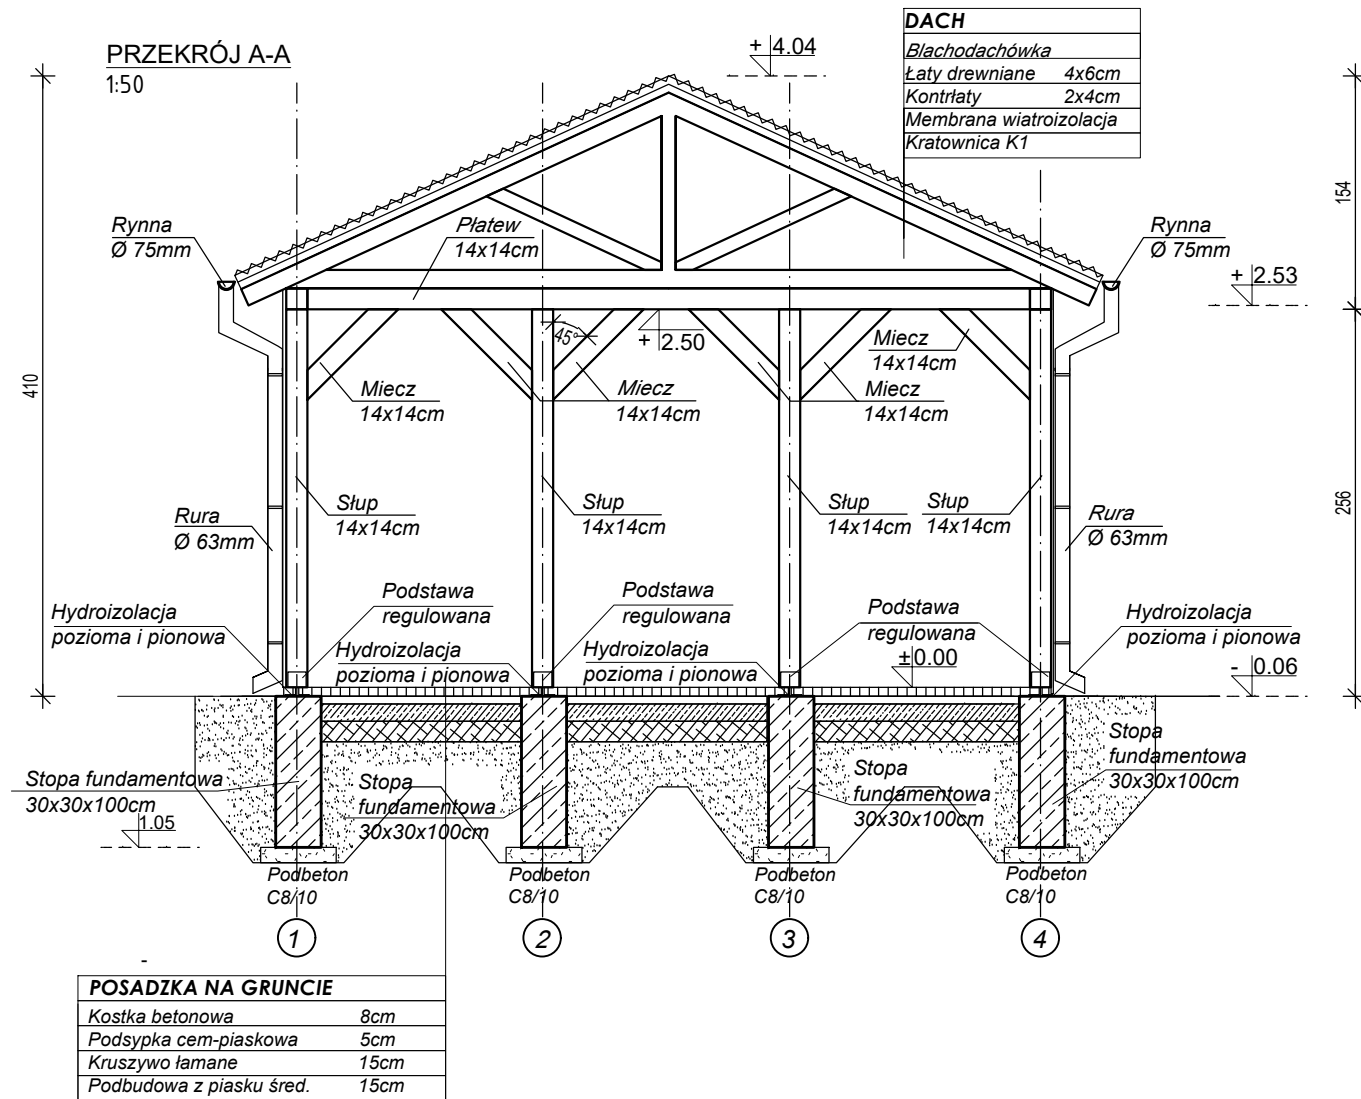 PRZEKRÓJ A-A
1:50
+ 4.04
DACH
Blachodachówka
Łaty drewniane 4x6cm
Kontrłaty 2x4cm
Membrana wiatroizolacja
Kratownica K1
154
Rynna
Ø 75mm
Płatew
14x14cm
Rynna
Ø 75mm
+ 2.53
45°
+ 2.50
Miecz
14x14cm
410
Miecz
14x14cm
Miecz
14x14cm
Miecz
14x14cm
Słup
14x14cm
Słup
14x14cm
Słup
14x14cm
Słup
14x14cm
256
Rura
Ø 63mm
Rura
Ø 63mm
Podstawa
regulowana
Podstawa
regulowana
Podstawa
regulowana
Hydroizolacja
pozioma i pionowa
Hydroizolacja
pozioma i pionowa
Hydroizolacja
pozioma i pionowa
Hydroizolacja
pozioma i pionowa
±0.00
- 0.06
Stopa fundamentowa
30x30x100cm
Stopa
fundamentowa
30x30x100cm
Stopa
fundamentowa
30x30x100cm
Stopa
fundamentowa
30x30x100cm
1.05
Podbeton
C8/10
Podbeton
C8/10
Podbeton
C8/10
Podbeton
C8/10
1
2
3
4
-
POSADZKA NA GRUNCIE
Kostka betonowa 8cm
Podsypka cem-piaskowa 5cm
Kruszywo łamane 15cm
Podbudowa z piasku śred. 15cm